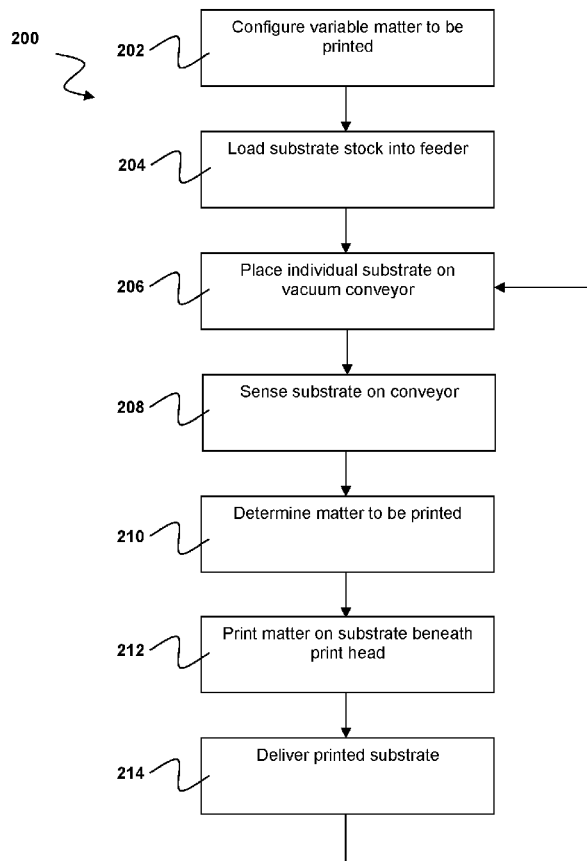 200
202
Configure variable matter to be
printed
204
Load substrate stock into feeder
206
Place individual substrate on
vacuum conveyor
208
Sense substrate on conveyor
210
Determine matter to be printed
212
Print matter on substrate beneath
print head
214
Deliver printed substrate